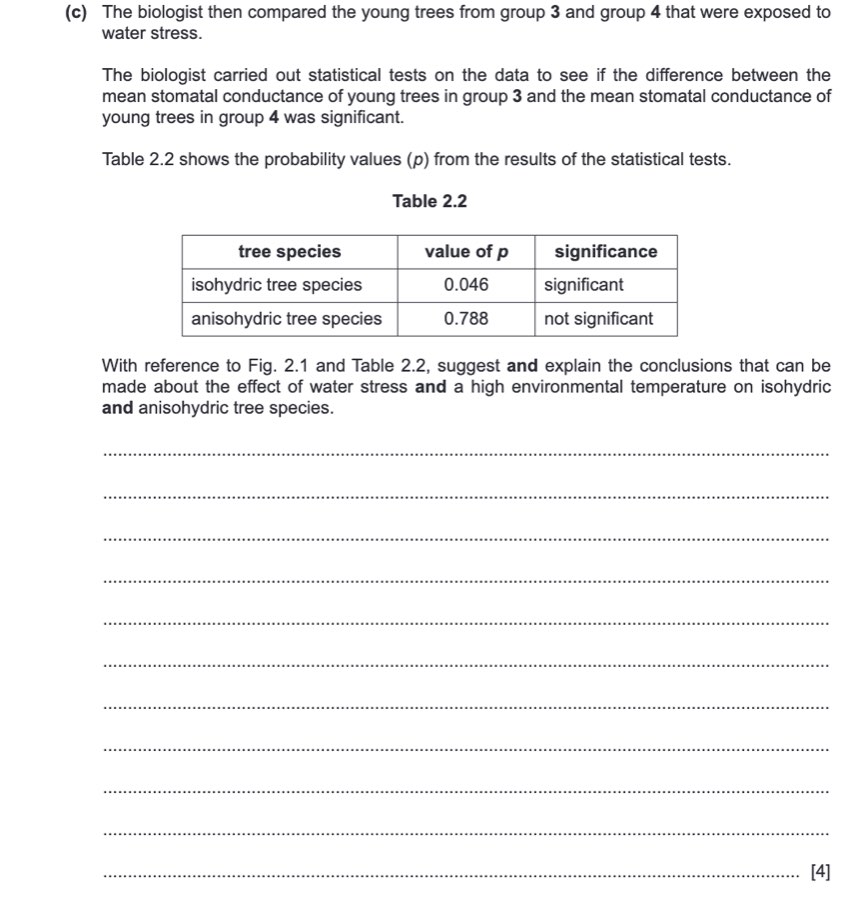 (c) The biologist then compared the young trees from group 3 and group 4 that were exposed to
water stress.
The biologist carried out statistical tests on the data to see if the difference between the
mean stomatal conductance of young trees in group 3 and the mean stomatal conductance of
young trees in group 4 was significant.
Table 2.2 shows the probability values (p) from the results of the statistical tests.
Table 2.2
tree species value of p significance
isohydric tree species 0.046 significant
anisohydric tree species 0.788 not significant
With reference to Fig. 2.1 and Table 2.2, suggest and explain the conclusions that can be
made about the effect of water stress and a high environmental temperature on isohydric
and anisohydric tree species.
[4]